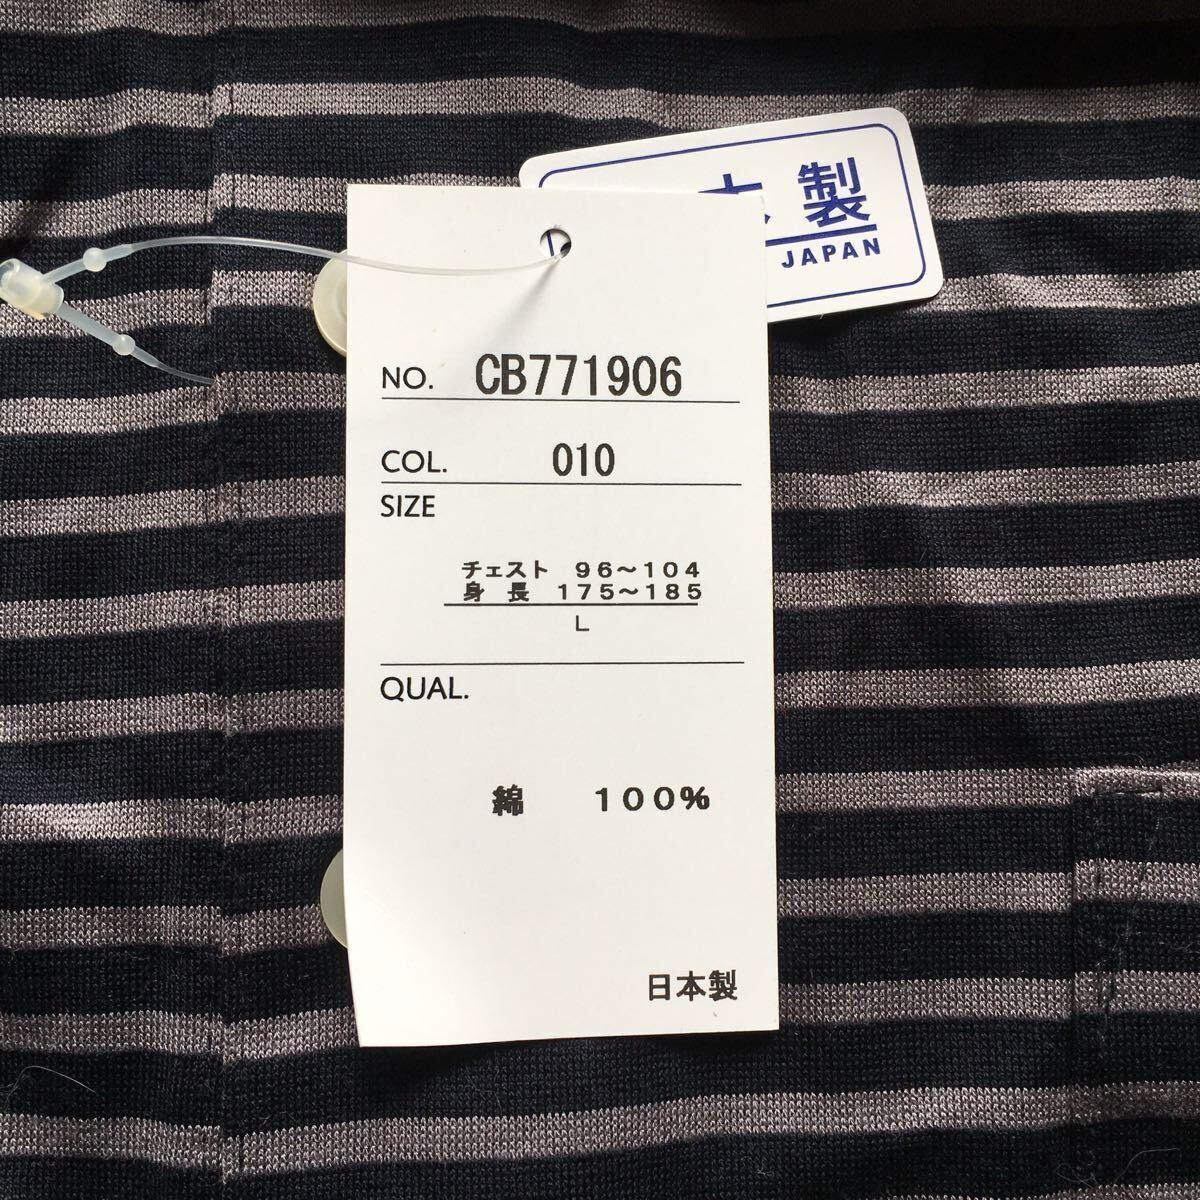 製
JAPAN
NO. CB771906
COL. 010
SIZE
チェスト 96～104
身長 175～185
L
QUAL.
綿 100%
日本製